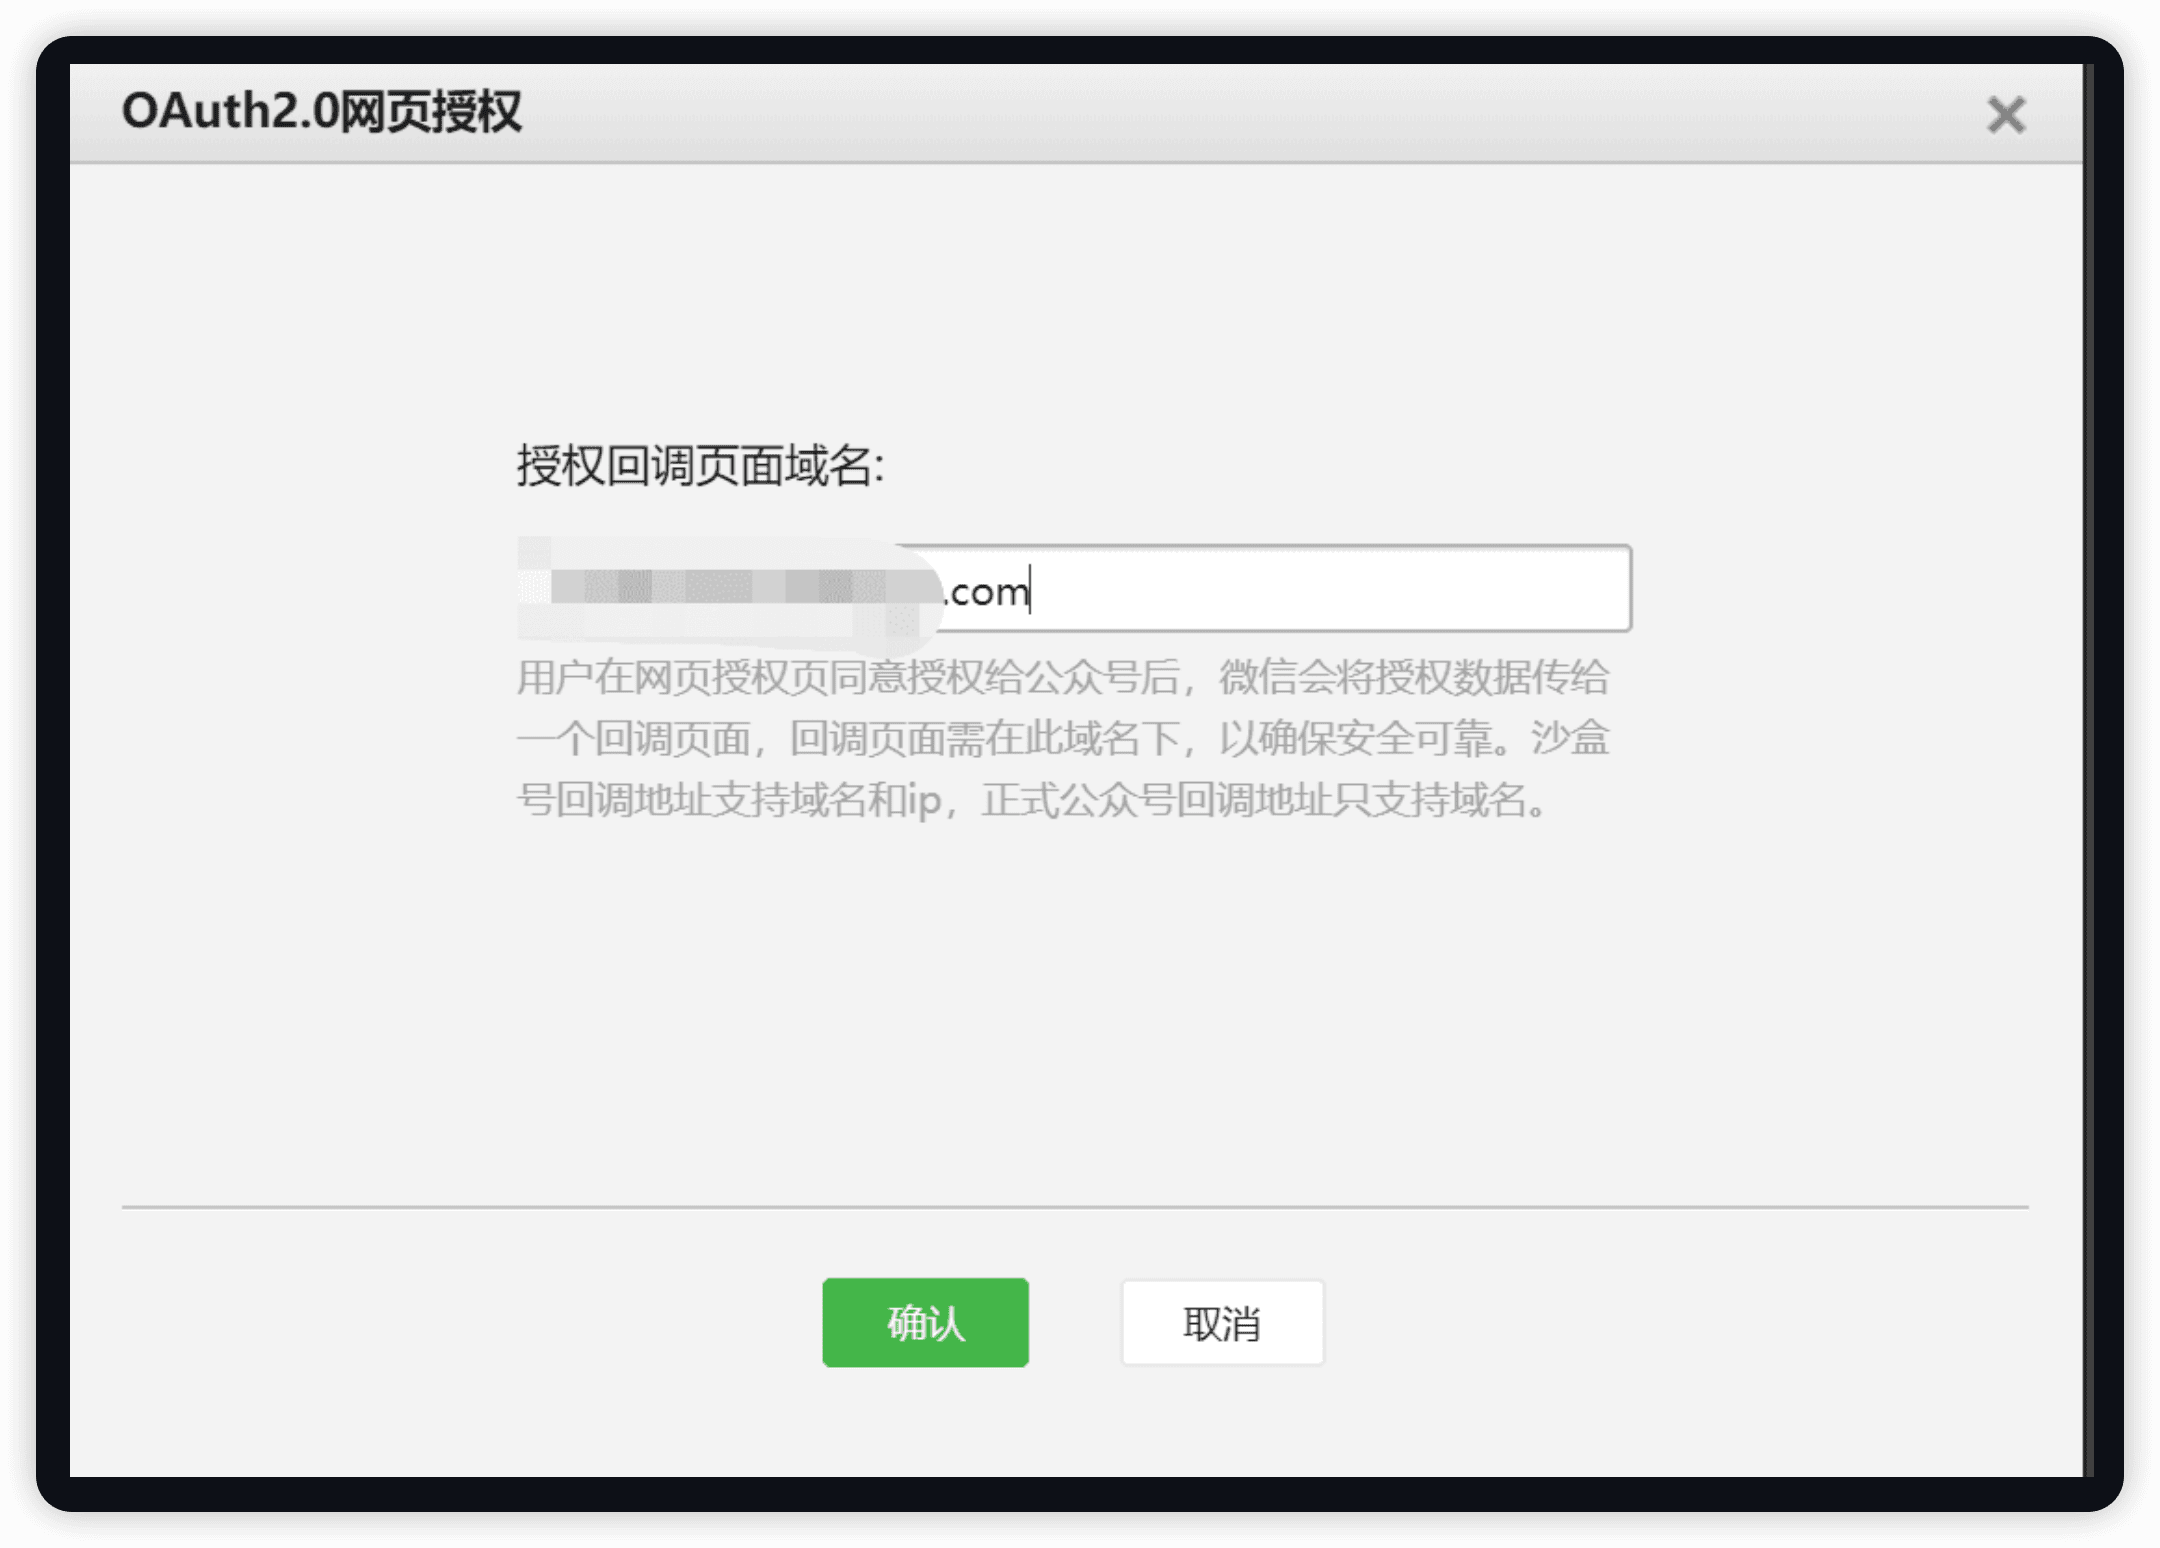 OAuth2.0网页授权
授权回调页面域名:
.com
用户在网页授权页同意授权给公众号后，微信会将授权数据传给
一个回调页面，回调页面需在此域名下，以确保安全可靠。沙盒
号回调地址支持域名和ip，正式公众号回调地址只支持域名。
确认
取消